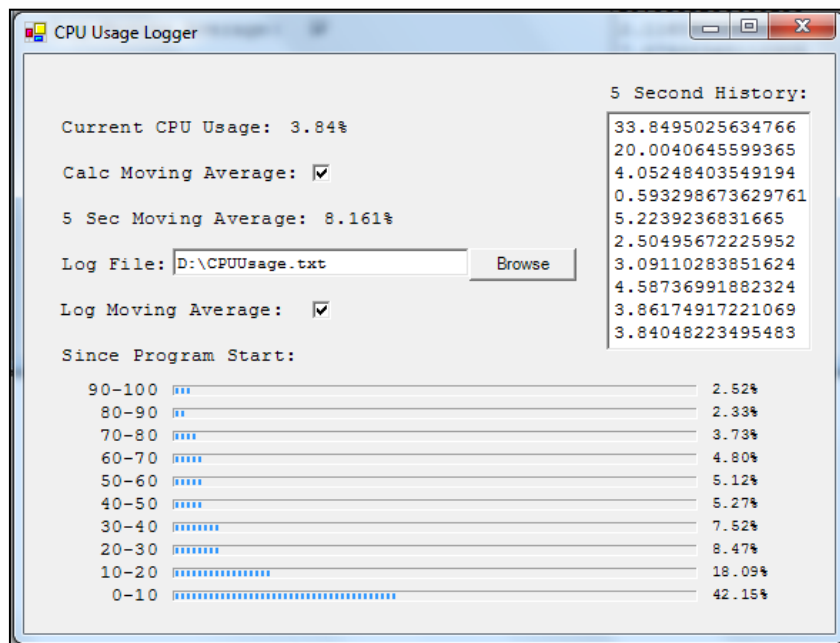 CPU Usage Logger
5 Second History:
Current CPU Usage: 3.84%
Calc Moving Average:
5 Sec Moving Average: 8.161%
Log File: D:\CPUUsage.txt Browse
Log Moving Average:
33.8495025634766
20.0040645599365
4.05248403549194
0.593298673629761
5.2239236831665
2.50495672225952
3.09110283851624
4.58736991882324
3.86174917221069
3.84048223495483
Since Program Start:
90-100 2.52%
80-90 2.33%
70-80 3.73%
60-70 4.80%
50-60 5.12%
40-50 5.27%
30-40 7.52%
20-30 8.47%
10-20 18.09%
0-10 42.15%